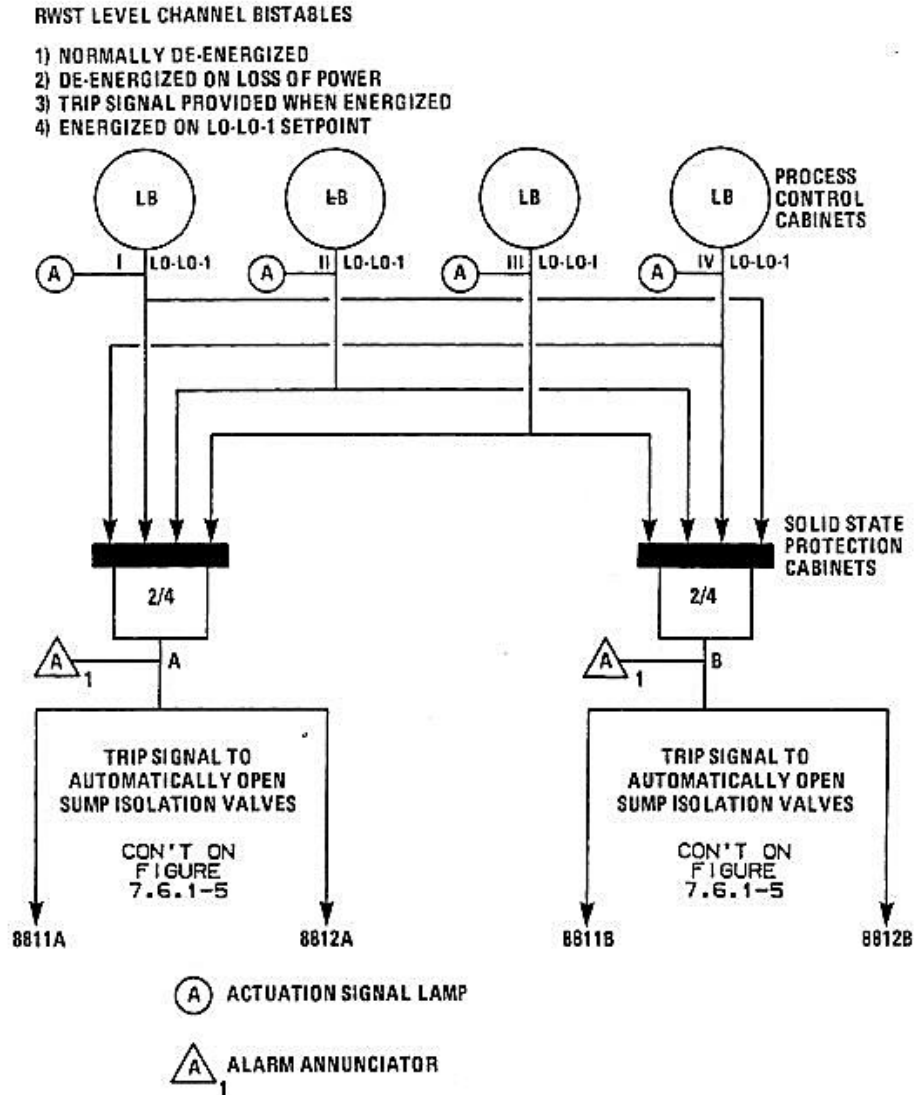 RWST LEVEL CHANNEL BISTABLES
1) NORMALLY DE-ENERGIZED
2) DE-ENERGIZED ON LOSS OF POWER
3) TRIP SIGNAL PROVIDED WHEN ENERGIZED
4) ENERGIZED ON LO-LO-1 SETPOINT
LB LB LB LB
PROCESS
CONTROL
CABINETS
A I LO-LO-1 A II LO-LO-1 A III LO-LO-I A IV LO-LO-1
SOLID STATE
PROTECTION
CABINETS
2/4 2/4
A 1 A A 1 B
TRIP SIGNAL TO
AUTOMATICALLY OPEN
SUMP ISOLATION VALVES
CON'T ON
FIGURE
7.6.1-5
TRIP SIGNAL TO
AUTOMATICALLY OPEN
SUMP ISOLATION VALVES
CON'T ON
FIGURE
7.6.1-5
8811A 8812A 8811B 8812B
A ACTUATION SIGNAL LAMP
A 1 ALARM ANNUNCIATOR